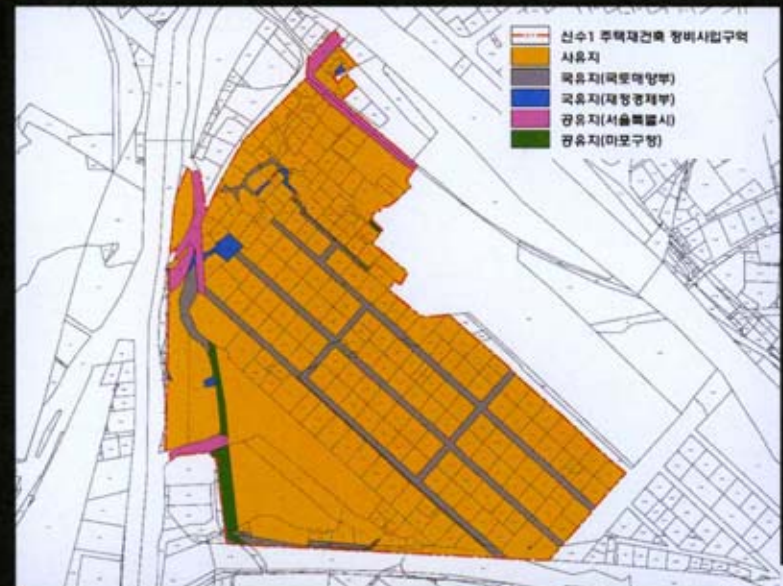 신수1 주택재건축 정비사업구역
사유지
국유지(국토해양부)
국유지(재정경제부)
공유지(서울특별시)
공유지(마포구청)